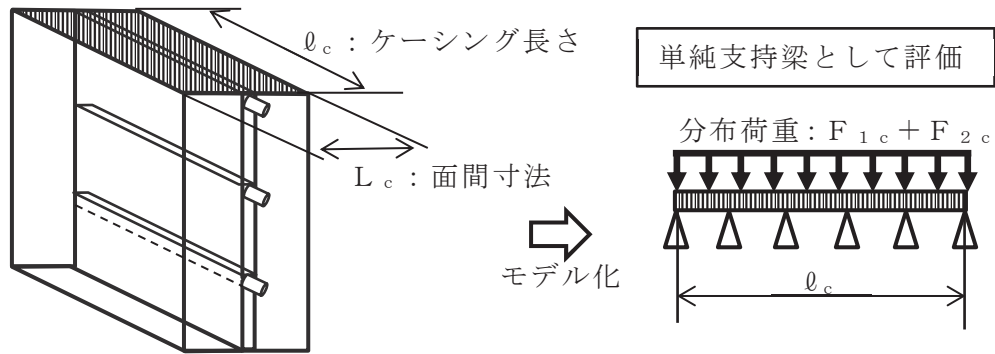 ℓc：ケーシング長さ
Lc：面間寸法
モデル化
単純支持梁として評価
分布荷重：F1c＋F2c
ℓc